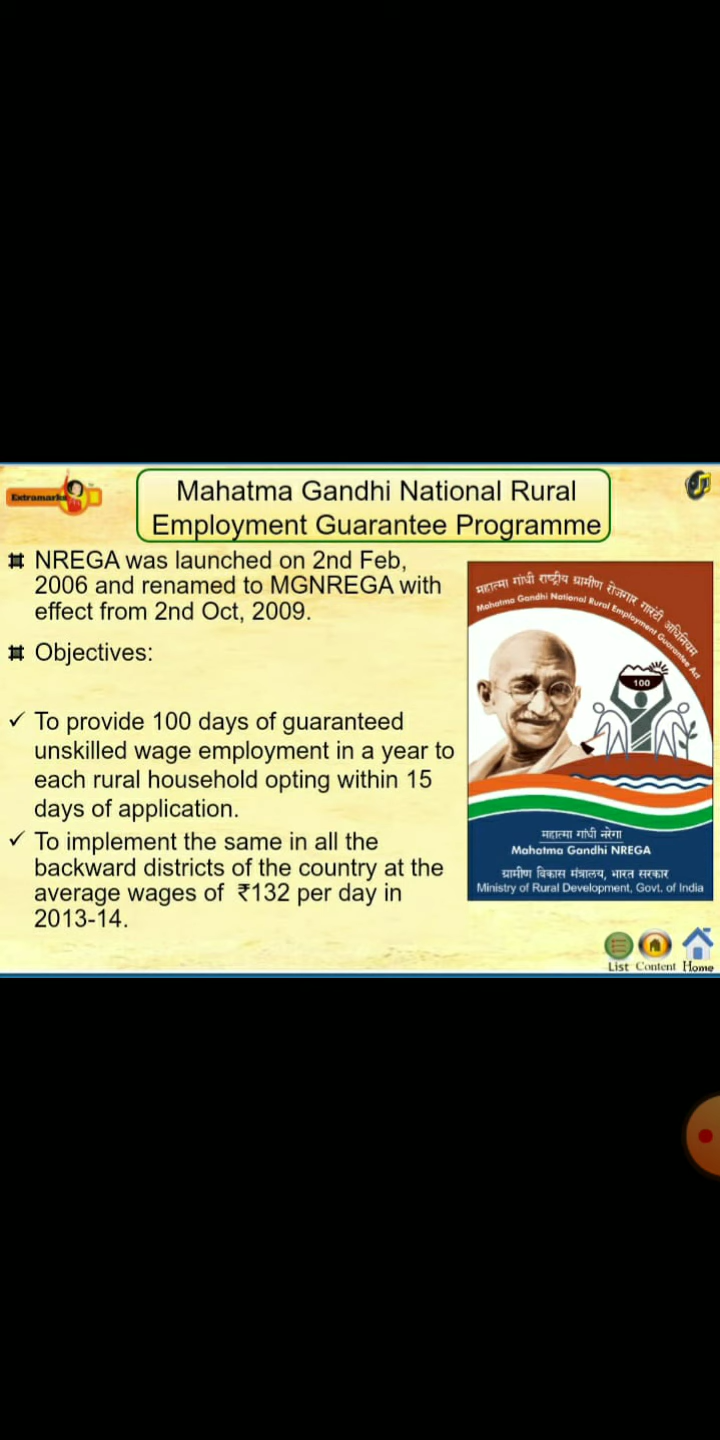 Extramarks
Mahatma Gandhi National Rural
Employment Guarantee Programme
NREGA was launched on 2nd Feb,
2006 and renamed to MGNREGA with
effect from 2nd Oct, 2009.
Objectives:
✓ To provide 100 days of guaranteed
unskilled wage employment in a year to
each rural household opting within 15
days of application.
✓ To implement the same in all the
backward districts of the country at the
average wages of ₹132 per day in
2013-14.
महात्मा गांधी राष्ट्रीय ग्रामीण रोजगार गारंटी अधिनियम
Mahatma Gandhi National Rural Employment Guarantee Act
100
महात्मा गांधी नरेगा
Mahatma Gandhi NREGA
ग्रामीण विकास मंत्रालय, भारत सरकार
Ministry of Rural Development, Govt. of India
List Content Home